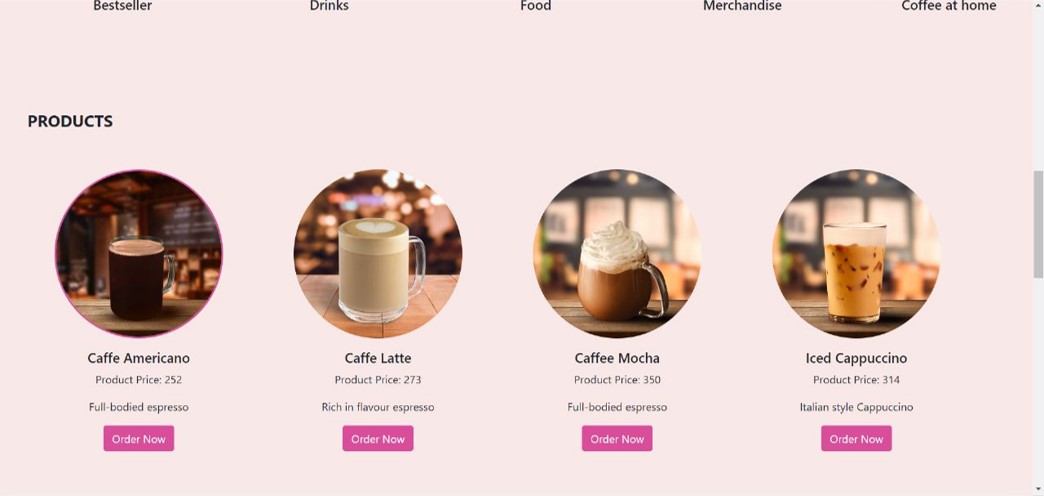 Bestseller Drinks Food Merchandise Coffee at home
PRODUCTS
Caffe Americano Caffe Latte Caffee Mocha Iced Cappuccino
Product Price: 252 Product Price: 273 Product Price: 350 Product Price: 314
Full-bodied espresso Rich in flavour espresso Full-bodied espresso Italian style Cappuccino
Order Now Order Now Order Now Order Now